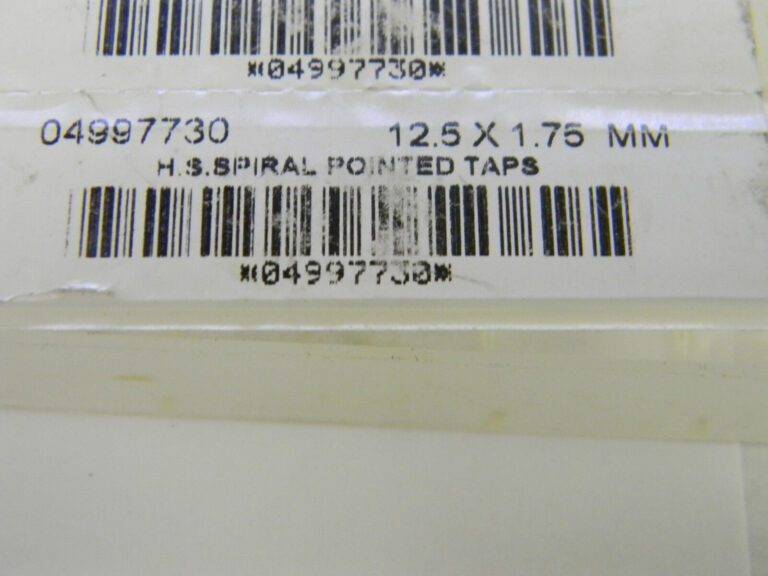 *04997730*
04997730 12.5 X 1.75 MM
H.S.SPIRAL POINTED TAPS
*04997730*